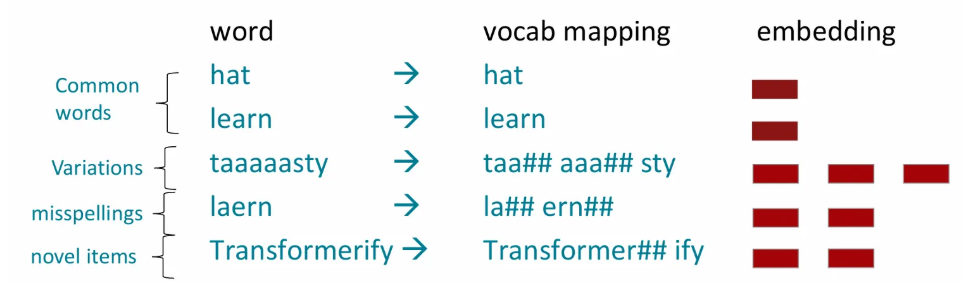 word vocab mapping embedding
Common words
hat → hat
learn → learn
Variations taaaaasty → taa## aaa## sty
misspellings laern → la## ern##
novel items Transformerify → Transformer## ify